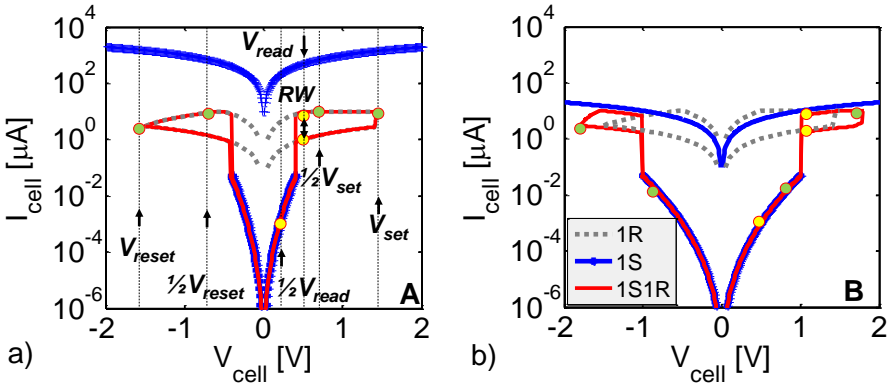 I_cell [µA]
10^4
10^2
10^0
10^-2
10^-4
10^-6
-2
-1
0
1
2
V_cell [V]
a)
V_read
RW
½V_set
V_set
V_reset
½V_reset
½V_read
A
I_cell [µA]
10^4
10^2
10^0
10^-2
10^-4
10^-6
-2
-1
0
1
2
V_cell [V]
b)
1R
1S
1S1R
B